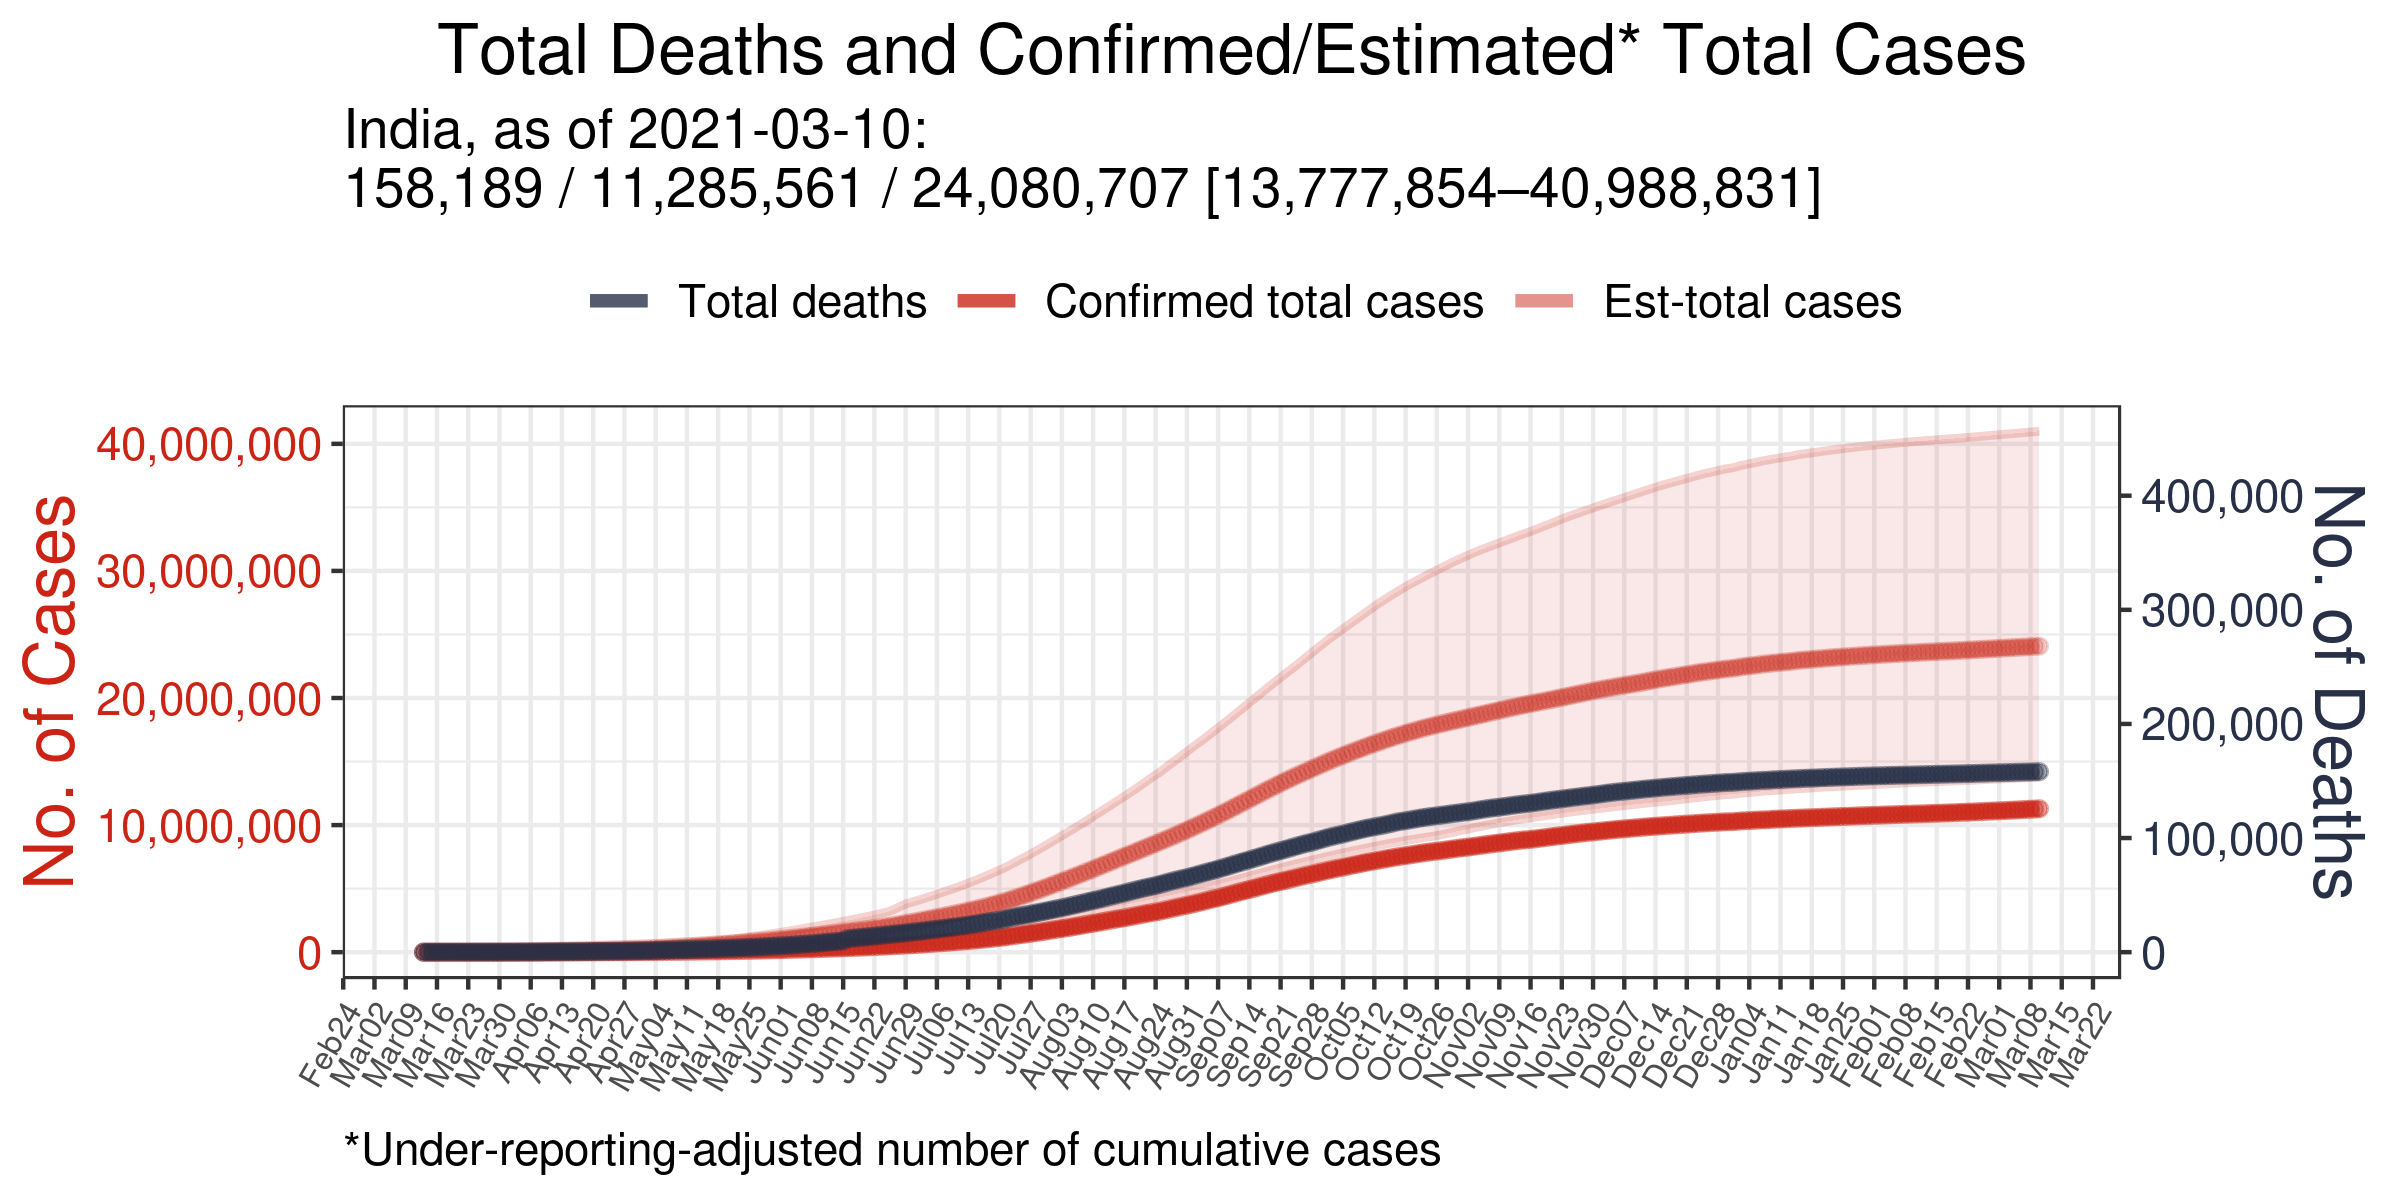 Total Deaths and Confirmed/Estimated* Total Cases
India, as of 2021-03-10:
158,189 / 11,285,561 / 24,080,707 [13,777,854–40,988,831]
Total deaths
Confirmed total cases
Est-total cases
No. of Cases
40,000,000
30,000,000
20,000,000
10,000,000
0
400,000
300,000
200,000
100,000
0
No. of Deaths
Feb24
Mar02
Mar09
Mar16
Mar23
Mar30
Apr06
Apr13
Apr20
Apr27
May04
May11
May18
May25
Jun01
Jun08
Jun15
Jun22
Jun29
Jul06
Jul13
Jul20
Jul27
Aug03
Aug10
Aug17
Aug24
Aug31
Sep07
Sep14
Sep21
Sep28
Oct05
Oct12
Oct19
Oct26
Nov02
Nov09
Nov16
Nov23
Nov30
Dec07
Dec14
Dec21
Dec28
Jan04
Jan11
Jan18
Jan25
Feb01
Feb08
Feb15
Feb22
Mar01
Mar08
Mar15
Mar22
*Under-reporting-adjusted number of cumulative cases